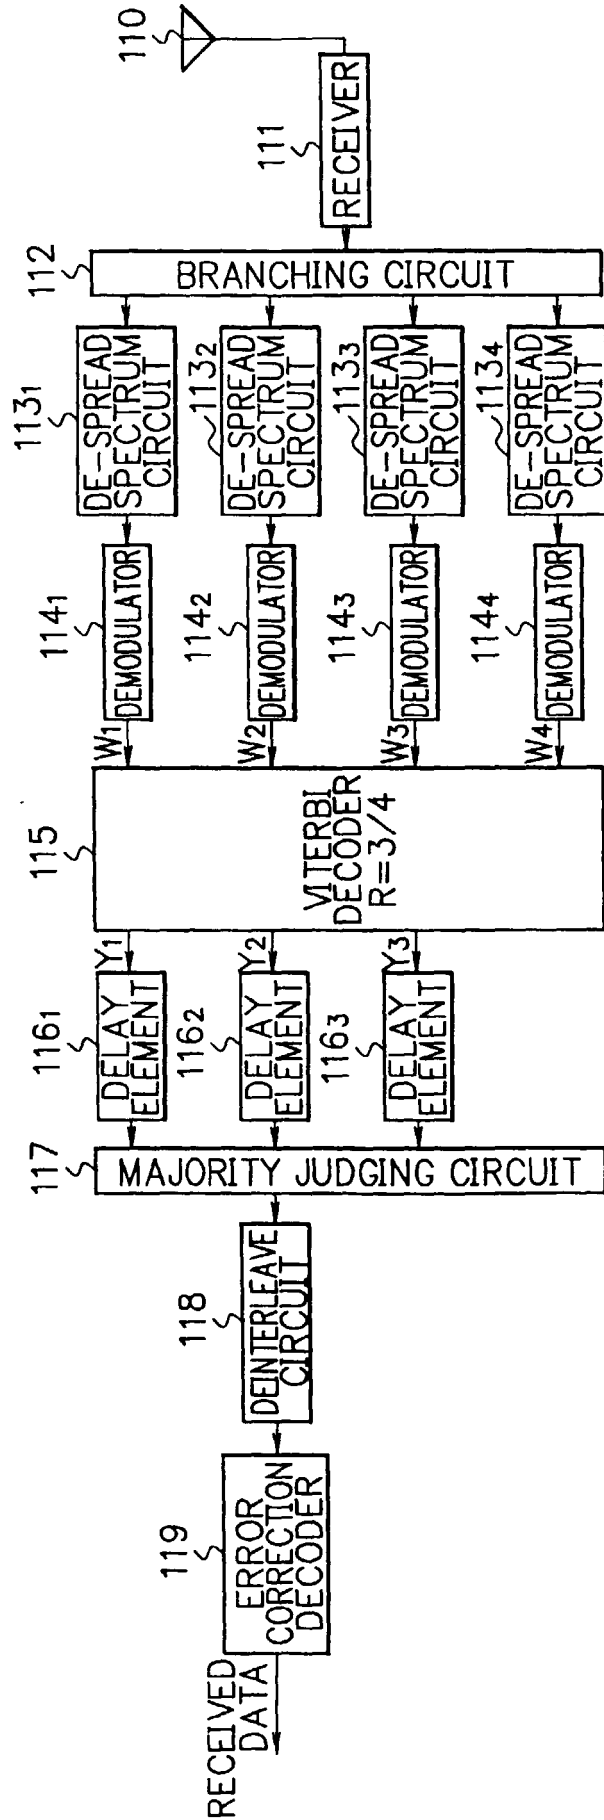 110
111
RECEIVER
112
BRANCHING CIRCUIT
1131
DE-SPREAD
SPECTRUM
CIRCUIT
1132
DE-SPREAD
SPECTRUM
CIRCUIT
1133
DE-SPREAD
SPECTRUM
CIRCUIT
1134
DE-SPREAD
SPECTRUM
CIRCUIT
1141
DEMODULATOR
1142
DEMODULATOR
1143
DEMODULATOR
1144
DEMODULATOR
W1
W2
W3
W4
115
VITERBI
DECODER
R=3/4
Y1
Y2
Y3
1161
DELAY
ELEMENT
1162
DELAY
ELEMENT
1163
DELAY
ELEMENT
117
MAJORITY JUDGING CIRCUIT
118
DEINTERLEAVE
CIRCUIT
119
ERROR
CORRECTION
DECODER
RECEIVED
DATA